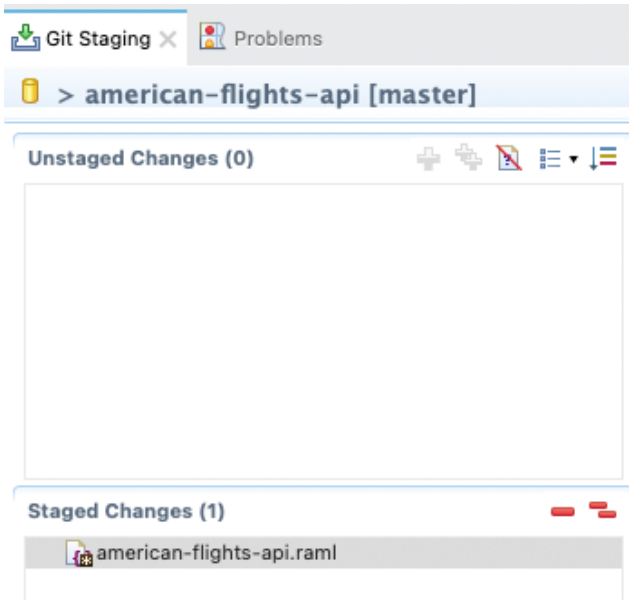 Git Staging Problems
> american-flights-api [master]
Unstaged Changes (0)
Staged Changes (1)
american-flights-api.raml